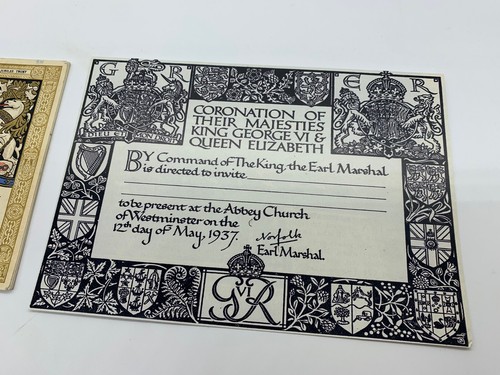 JUBILEE TRUST
G R
E R
CORONATION OF
THEIR MAJESTIES
KING GEORGE VI &
QUEEN ELIZABETH
BY Command of The King, the Earl Marshal
is directed to invite
to be present at the Abbey Church
of Westminster on the
12th day of May, 1937.
Norfolk
Earl Marshal.
DIEU ET MON
G VI R